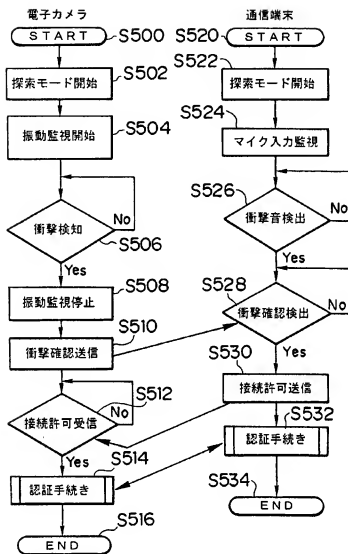 電子カメラ
START
S500
探索モード開始
S502
振動監視開始
S504
衝撃検知
No
S506
Yes
振動監視停止
S508
衝撃確認送信
S510
接続許可受信
S512
No
Yes
認証手続き
S514
END
S516
通信端末
S520
START
S522
探索モード開始
S524
マイク入力監視
S526
衝撃音検出
No
Yes
S528
衝撃確認検出
No
Yes
S530
接続許可送信
S532
認証手続き
S534
END